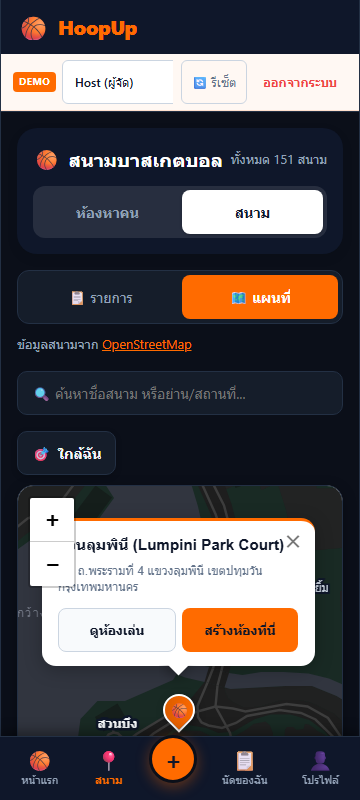 HoopUp
DEMO Host (ผู้จัด) รีเซ็ต ออกจากระบบ
สนามบาสเกตบอล ทั้งหมด 151 สนาม
ห้องหาคน สนาม
รายการ แผนที่
ข้อมูลสนามจาก OpenStreetMap
ค้นหาชื่อสนาม หรือย่าน/สถานที่...
ใกล้ฉัน
+
−
นลุมพินี (Lumpini Park Court) ×
ถ.พระรามที่ 4 แขวงลุมพินี เขตปทุมวัน
กรุงเทพมหานคร
ดูห้องเล่น สร้างห้องที่นี่
สวนปึง
+
หน้าแรก สนาม นัดของฉัน โปรไฟล์